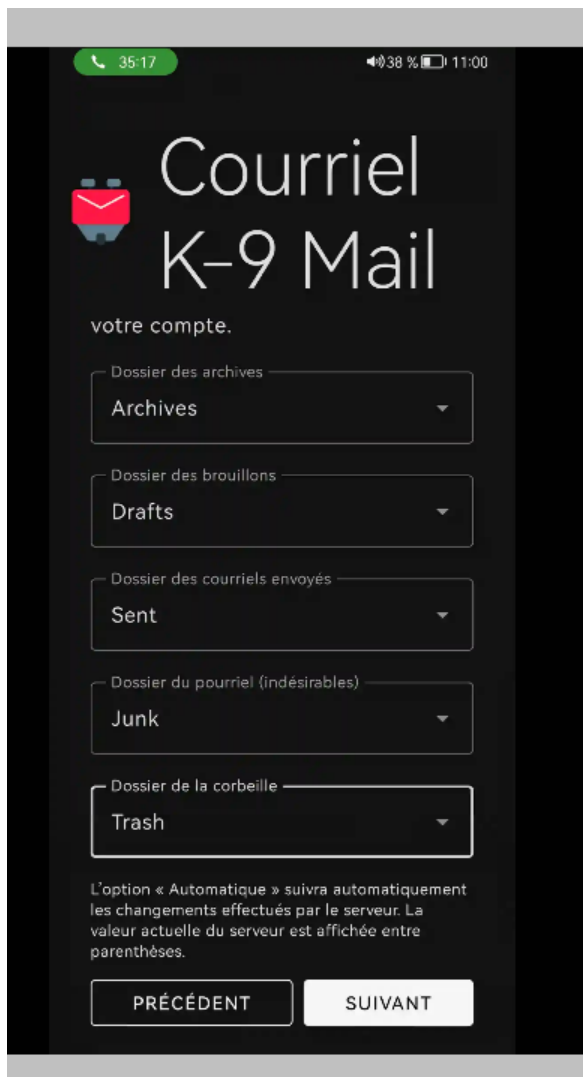 35:17
38 % 11:00
Courriel
K-9 Mail
votre compte.
Dossier des archives
Archives
Dossier des brouillons
Drafts
Dossier des courriels envoyés
Sent
Dossier du pourriel (indésirables)
Junk
Dossier de la corbeille
Trash
L'option « Automatique » suivra automatiquement
les changements effectués par le serveur. La
valeur actuelle du serveur est affichée entre
parenthèses.
PRÉCÉDENT
SUIVANT